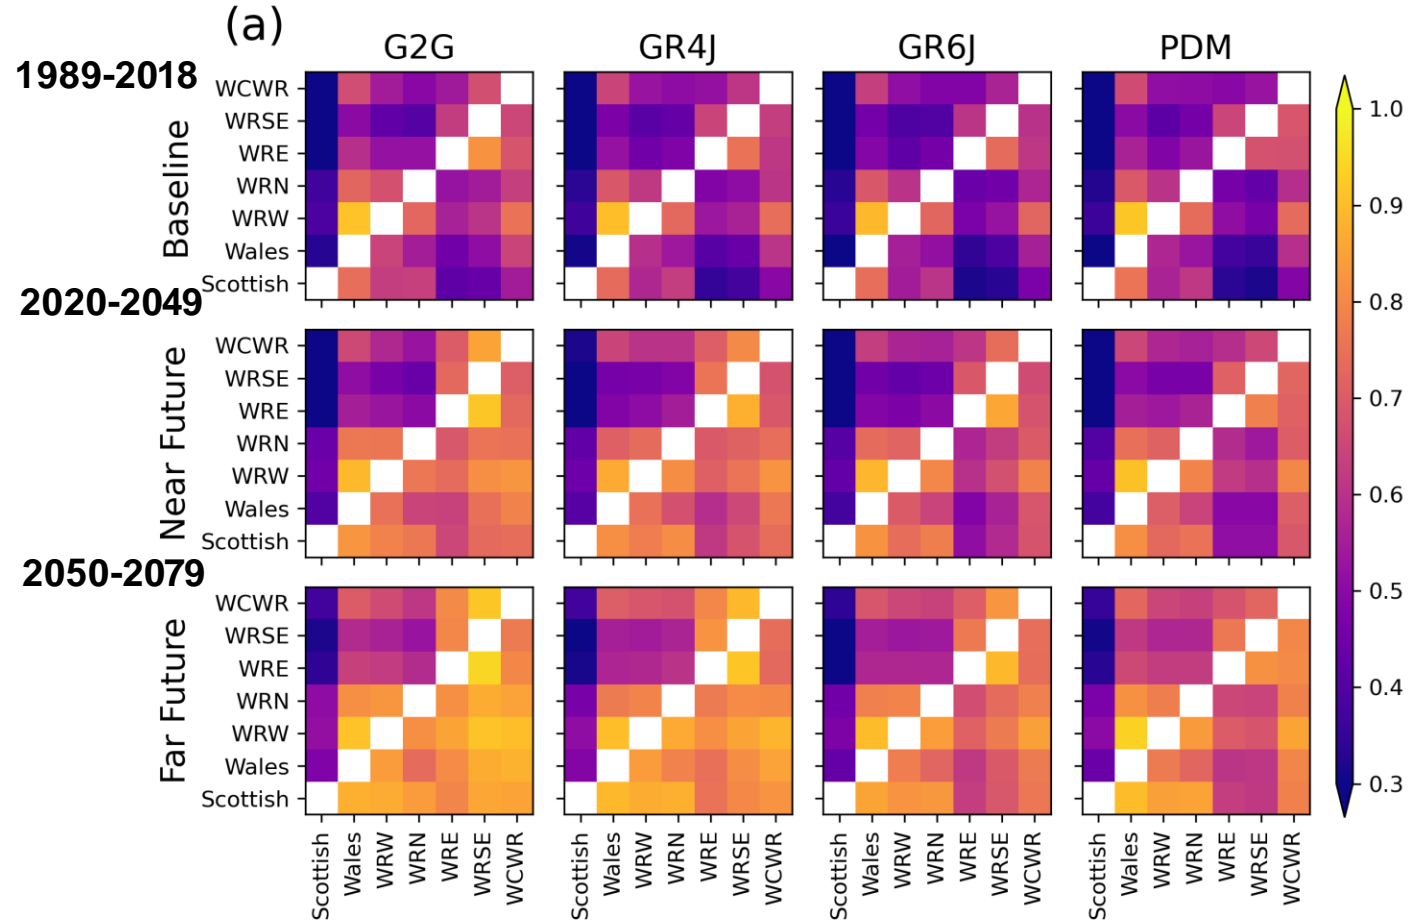 (a)
G2G GR4J GR6J PDM
1989-2018
Baseline
WCWR
WRSE
WRE
WRN
WRW
Wales
Scottish
2020-2049
Near Future
WCWR
WRSE
WRE
WRN
WRW
Wales
Scottish
2050-2079
Far Future
WCWR
WRSE
WRE
WRN
WRW
Wales
Scottish
Scottish Wales WRW WRN WRE WRSE WCWR Scottish Wales WRW WRN WRE WRSE WCWR Scottish Wales WRW WRN WRE WRSE WCWR Scottish Wales WRW WRN WRE WRSE WCWR
1.0
0.9
0.8
0.7
0.6
0.5
0.4
0.3